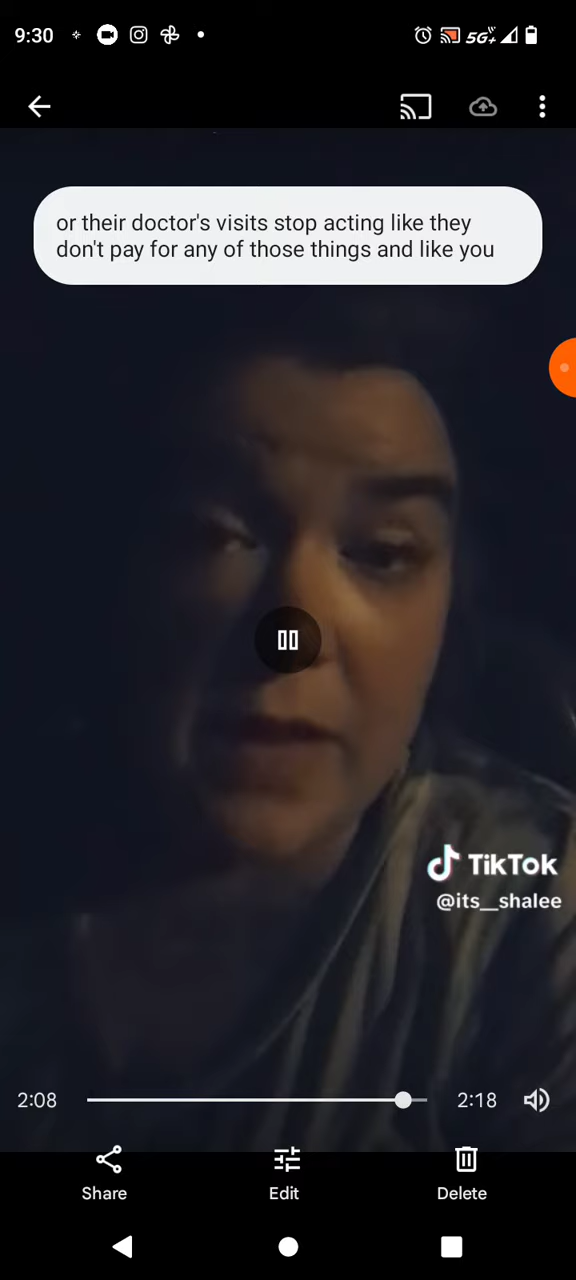 9:30
5G+
or their doctor's visits stop acting like they
don't pay for any of those things and like you
TikTok
@its__shalee
2:08
2:18
Share
Edit
Delete